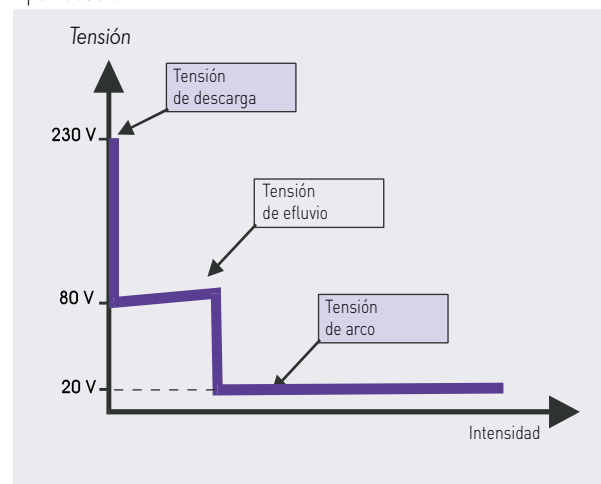 Tensión
Tensión
de descarga
230 V
Tensión
de efluvio
80 V
Tensión
de arco
20 V
Intensidad